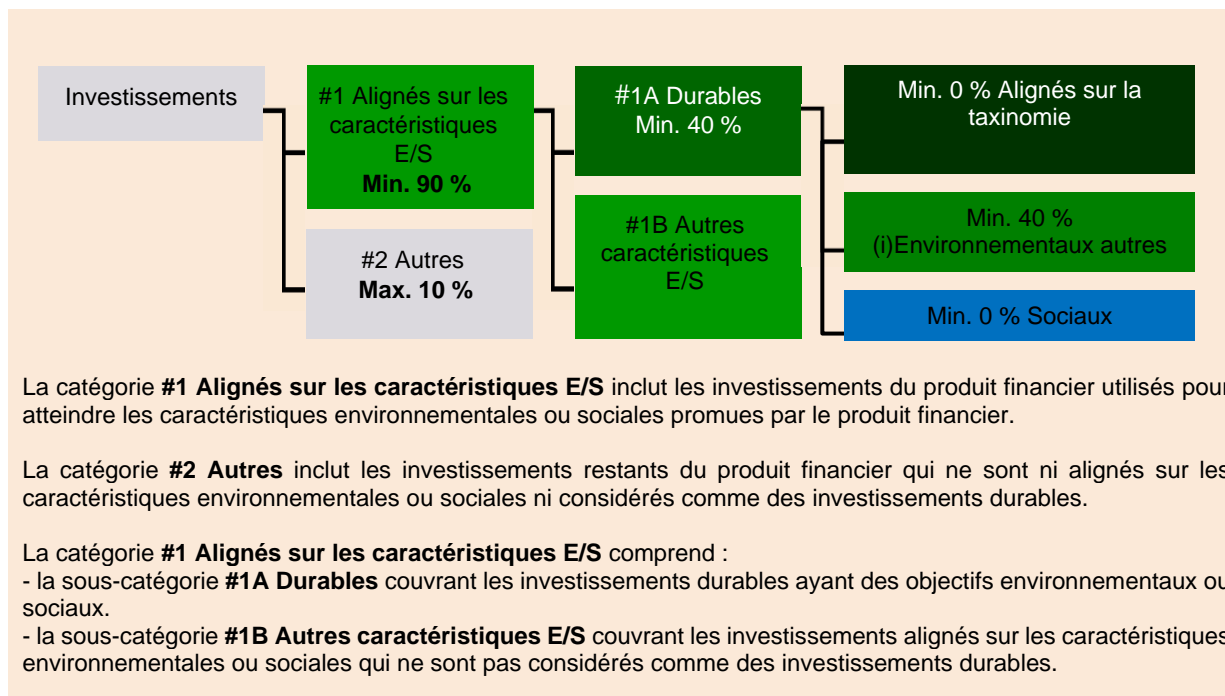 Investissements
#1 Alignés sur les
caractéristiques
E/S
Min. 90 %
#2 Autres
Max. 10 %
#1A Durables
Min. 40 %
#1B Autres
caractéristiques
E/S
Min. 0 % Alignés sur la
taxinomie
Min. 40 %
(i)Environnementaux autres
Min. 0 % Sociaux
La catégorie #1 Alignés sur les caractéristiques E/S inclut les investissements du produit financier utilisés pour
atteindre les caractéristiques environnementales ou sociales promues par le produit financier.
La catégorie #2 Autres inclut les investissements restants du produit financier qui ne sont ni alignés sur les
caractéristiques environnementales ou sociales ni considérés comme des investissements durables.
La catégorie #1 Alignés sur les caractéristiques E/S comprend :
- la sous-catégorie #1A Durables couvrant les investissements durables ayant des objectifs environnementaux ou
sociaux.
- la sous-catégorie #1B Autres caractéristiques E/S couvrant les investissements alignés sur les caractéristiques
environnementales ou sociales qui ne sont pas considérés comme des investissements durables.